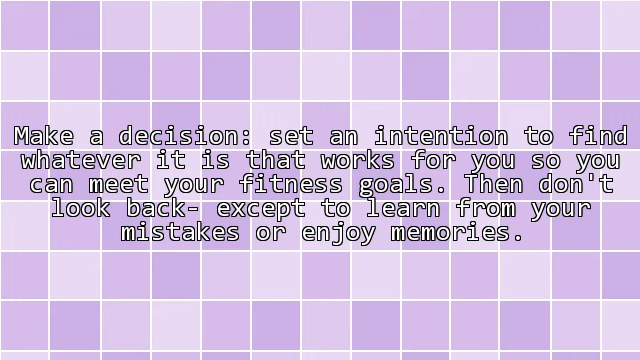 Make a decision: set an intention to find
whatever it is that works for you so you
can meet your fitness goals. Then don't
look back- except to learn from your
mistakes or enjoy memories.